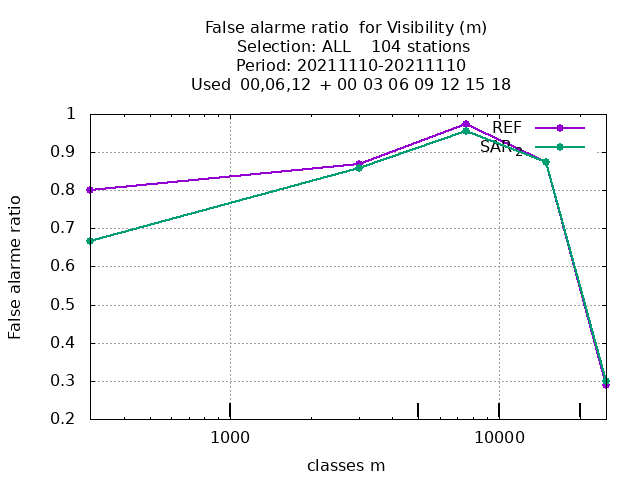 False alarme ratio  for Visibility (m)
Selection: ALL    104 stations
Period: 20211110-20211110
Used  00,06,12  + 00 03 06 09 12 15 18
REF
SAR 2
1
0.9
0.8
0.7
0.6
0.5
0.4
0.3
0.2
False alarme ratio
1000 10000
classes m